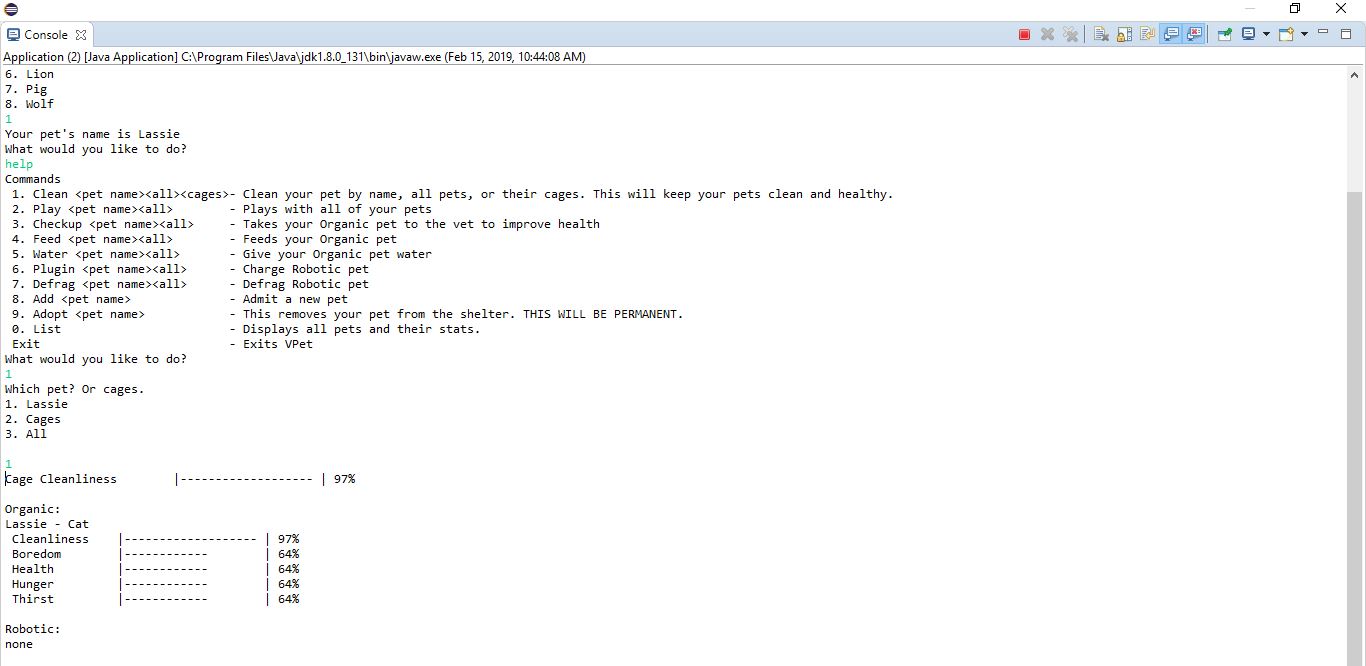 Console
Application (2) [Java Application] C:\Program Files\Java\jdk1.8.0_131\bin\javaw.exe (Feb 15, 2019, 10:44:08 AM)
6. Lion
7. Pig
8. Wolf
1
Your pet's name is Lassie
What would you like to do?
help
Commands
 1. Clean <pet name><all><cages>- Clean your pet by name, all pets, or their cages. This will keep your pets clean and healthy.
 2. Play <pet name><all>        - Plays with all of your pets
 3. Checkup <pet name><all>     - Takes your Organic pet to the vet to improve health
 4. Feed <pet name><all>        - Feeds your Organic pet
 5. Water <pet name><all>       - Give your Organic pet water
 6. Plugin <pet name><all>      - Charge Robotic pet
 7. Defrag <pet name><all>      - Defrag Robotic pet
 8. Add <pet name>              - Admit a new pet
 9. Adopt <pet name>            - This removes your pet from the shelter. THIS WILL BE PERMANENT.
 0. List                        - Displays all pets and their stats.
 Exit                           - Exits VPet
What would you like to do?
1
Which pet? Or cages.
1. Lassie
2. Cages
3. All
1
Cage Cleanliness        |------------------- | 97%
Organic:
Lassie - Cat
 Cleanliness    |------------------- | 97%
 Boredom        |------------        | 64%
 Health         |------------        | 64%
 Hunger         |------------        | 64%
 Thirst         |------------        | 64%
Robotic:
none